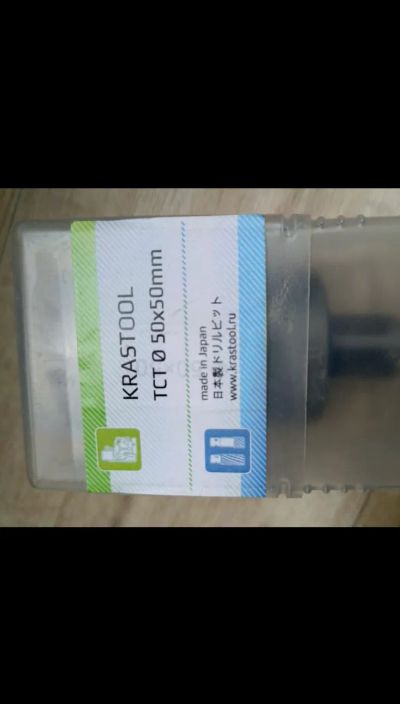 KRASTOOL
TCT Ø 50x50mm
made in Japan
日本製ドリルビット
www.krastool.ru